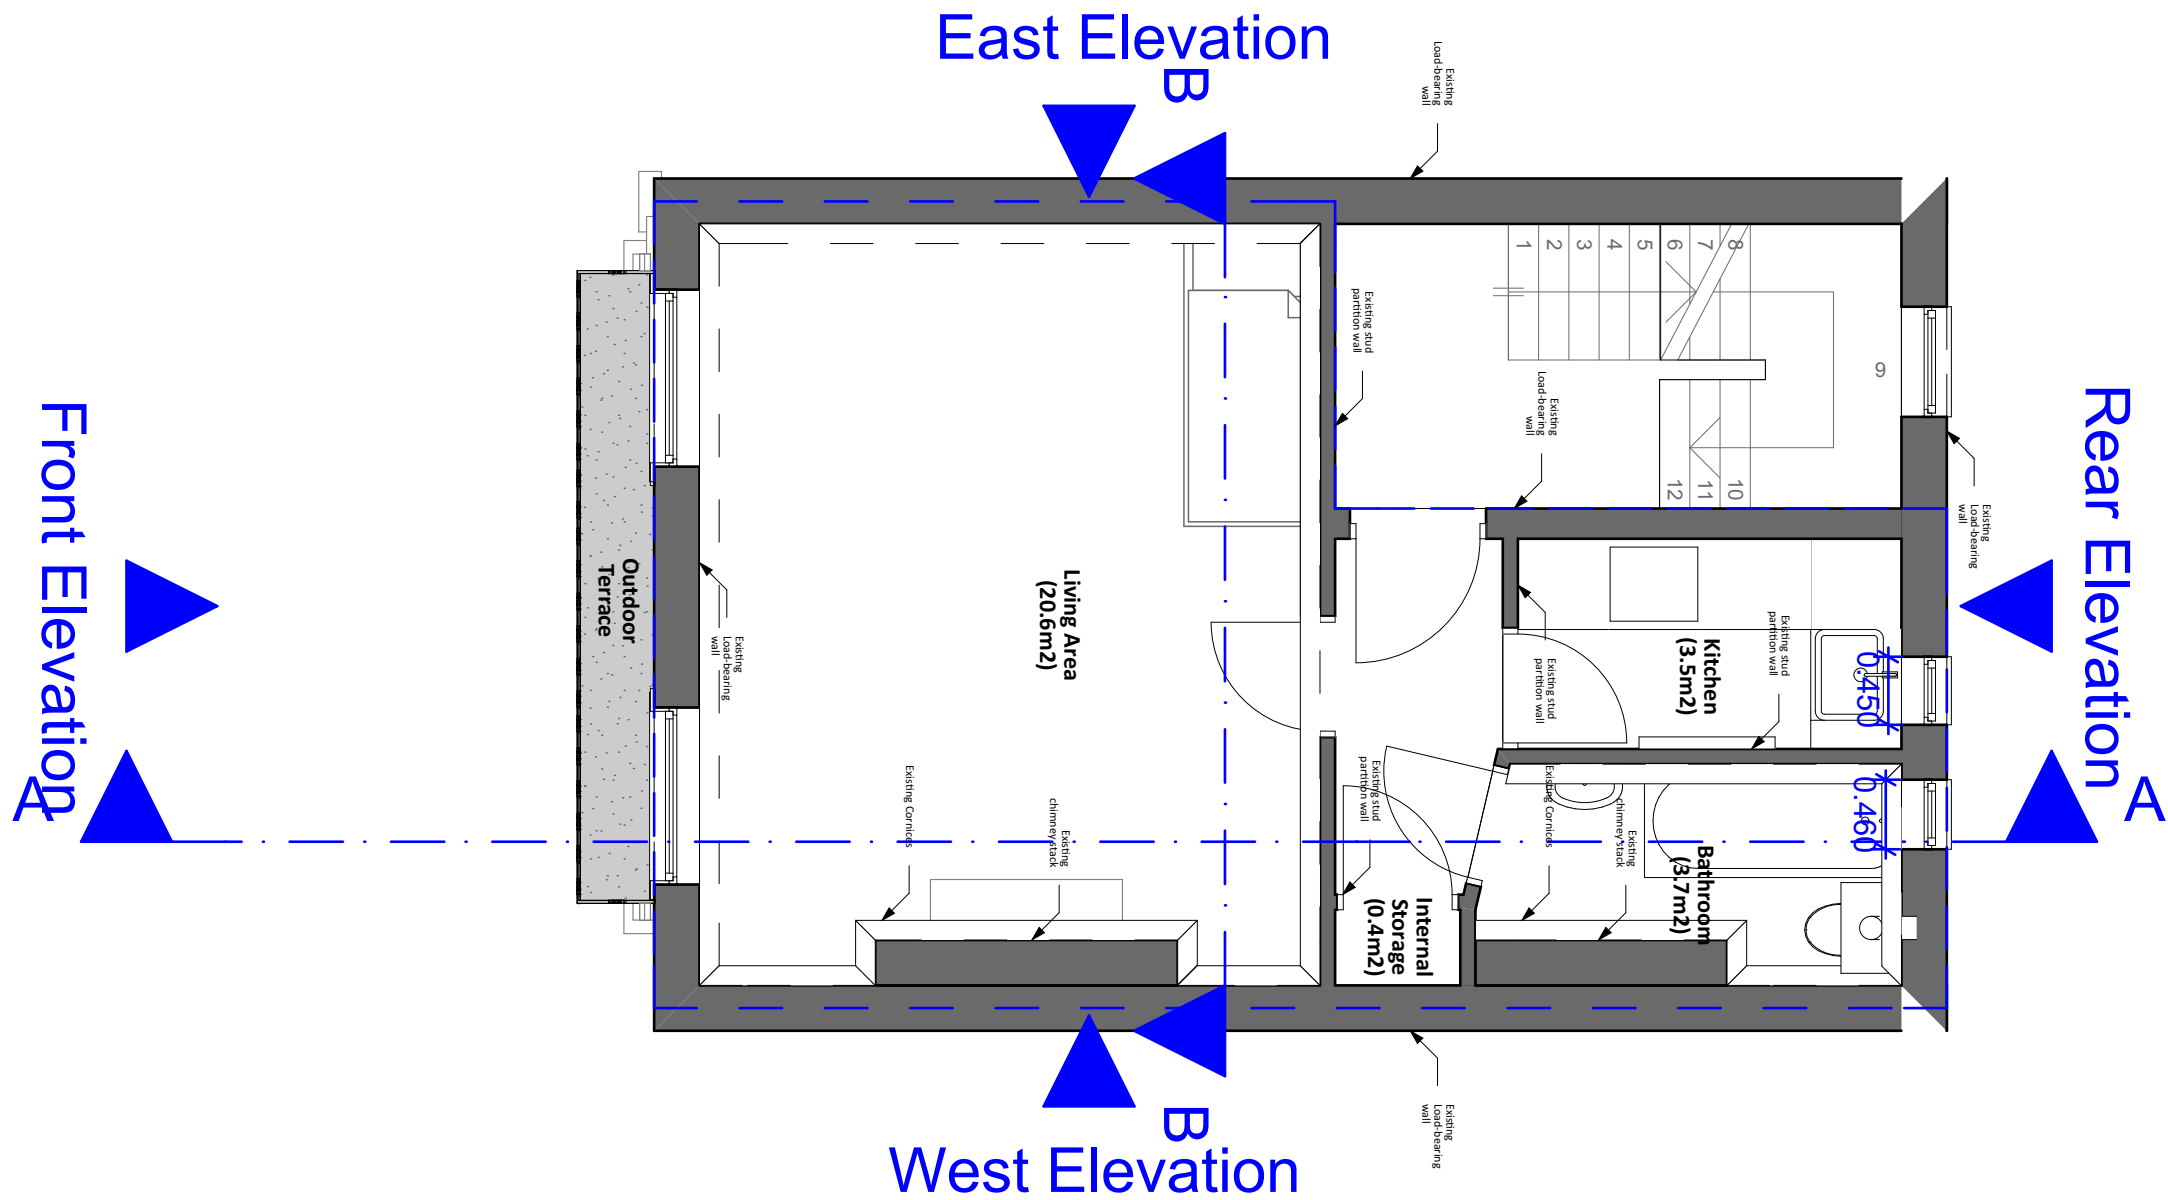 East Elevation
B
Existing
Load-bearing
wall
1
2
3
4
5
6
7
8
9
10
11
12
Existing stud
partition wall
Existing
Load-bearing
wall
Existing
Load-bearing
wall
Front Elevation
Rear Elevation
Outdoor
Terrace
Existing
Load-bearing
wall
Living Area
(20.6m2)
Existing stud
partition wall
Kitchen
(3.5m2)
Existing stud
partition wall
0.450
A
A
Existing Cornices
Existing
chimney stack
Existing stud
partition wall
Existing Cornices
Existing
chimney stack
0.460
Bathroom
(3.7m2)
Internal
Storage
(0.4m2)
B
Existing
Load-bearing
wall
West Elevation